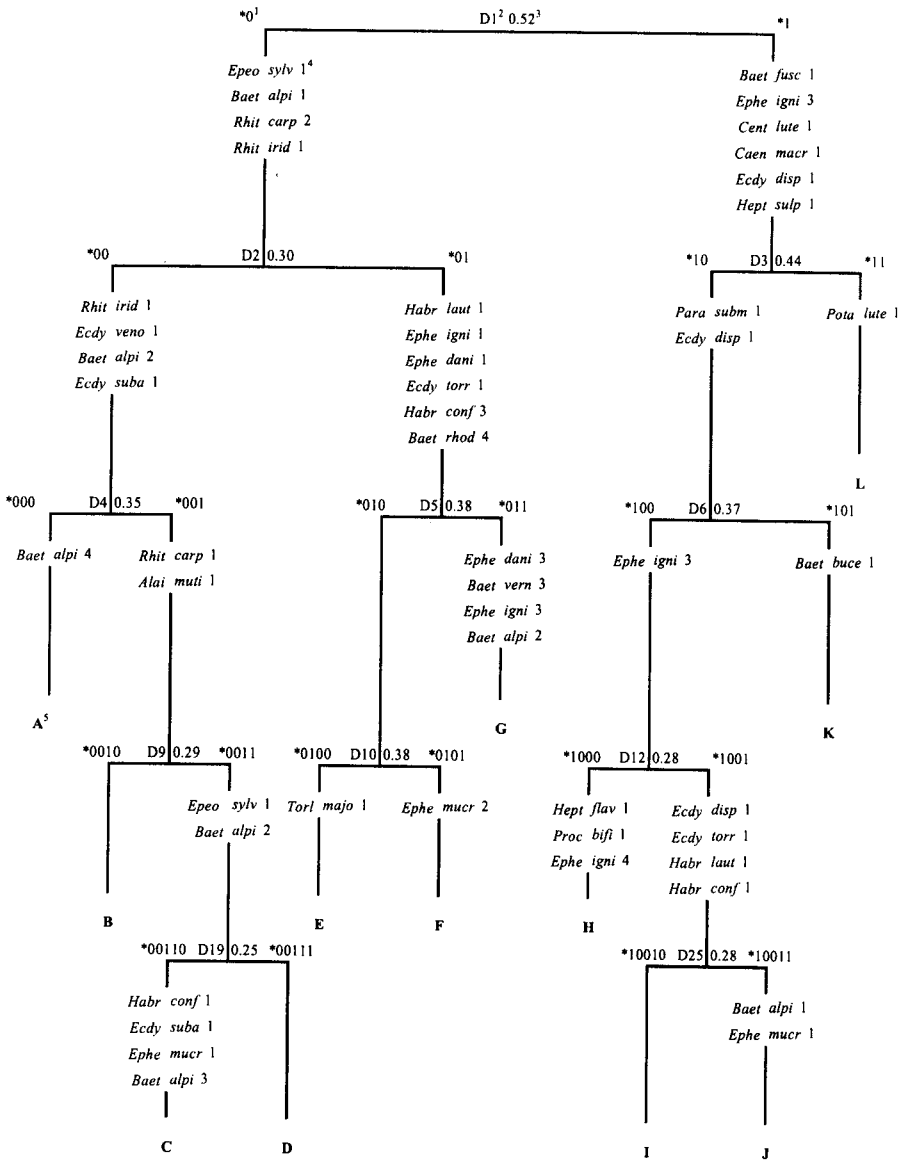 *0¹ D1² 0.52³ *1
Epeo sylv 1⁴
Baet alpi 1
Rhit carp 2
Rhit irid 1
Baet fusc 1
Ephe igni 3
Cent lute 1
Caen macr 1
Ecdy disp 1
Hept sulp 1
*00 D2 0.30 *01
*10 D3 0.44 *11
Rhit irid 1
Ecdy veno 1
Baet alpi 2
Ecdy suba 1
Habr laut 1
Ephe igni 1
Ephe dani 1
Ecdy torr 1
Habr conf 3
Baet rhod 4
Para subm 1
Ecdy disp 1
Pota lute 1
L
*000 D4 0.35 *001
*010 D5 0.38 *011
*100 D6 0.37 *101
Baet alpi 4
Rhit carp 1
Alai muti 1
Ephe dani 3
Baet vern 3
Ephe igni 3
Baet alpi 2
Ephe igni 3
Baet buce 1
A⁵
G
K
*0010 D9 0.29 *0011
*0100 D10 0.38 *0101
*1000 D12 0.28 *1001
Epeo sylv 1
Baet alpi 2
Torl majo 1
Ephe mucr 2
Hept flav 1
Proc bifi 1
Ephe igni 4
Ecdy disp 1
Ecdy torr 1
Habr laut 1
Habr conf 1
B
E
F
H
*00110 D19 0.25 *00111
*10010 D25 0.28 *10011
Habr conf 1
Ecdy suba 1
Ephe mucr 1
Baet alpi 3
Baet alpi 1
Ephe mucr 1
C
D
I
J